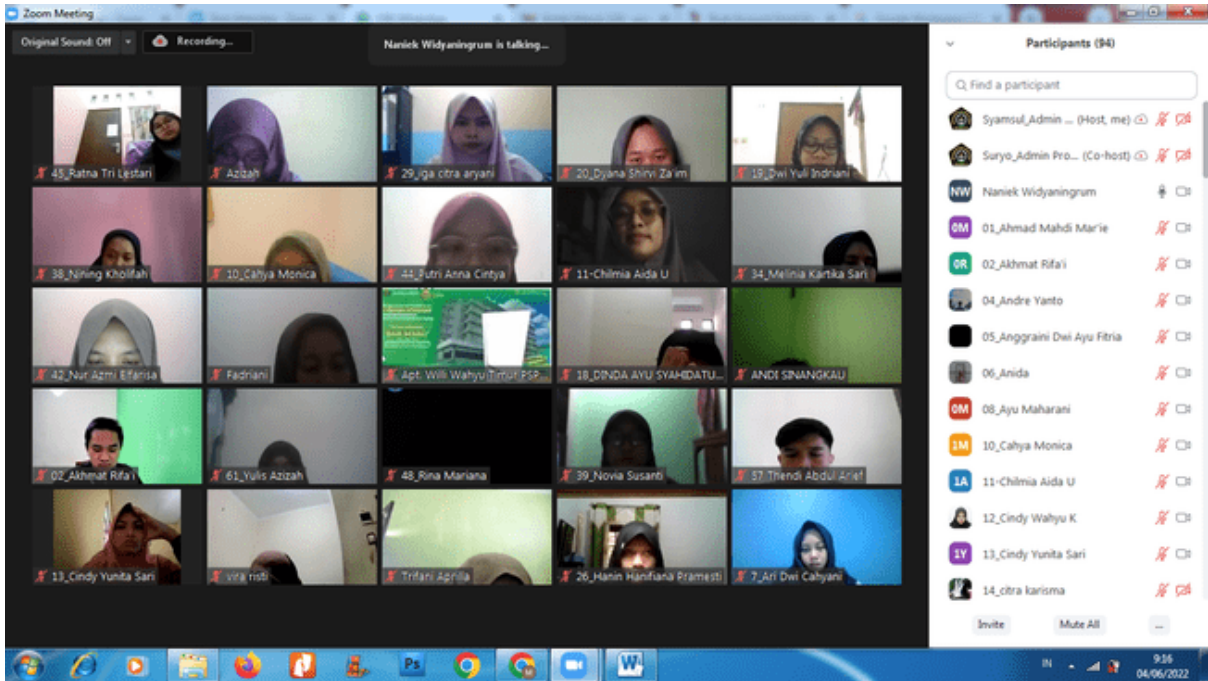 Zoom Meeting
Original Sound: Off
Recording...
Naniek Widyaningrum is talking...
45_Ratna Tri Lestari
Azizah
29_iga citra aryani
20_Dyana Shirvi Za'im
19_Dwi Yuli Indriani
38_Nining Kholifah
10_Cahya Monica
44_Putri Anna Cintya
11-Chilmia Aida U
34_Melinia Kartika Sari
42_Nur Azmi Efarisa
Fadriani
Apt. Willi Wahyu Timur PSP...
18_DINDA AYU SYAHIDATU...
ANDI SINANGKAU
02_Akhmat Rifa'i
61_Yulis Azizah
48_Rina Mariana
39_Novia Susanti
57 Thendi Abdul Arief
13_Cindy Yunita Sari
vira risti
Trifani Aprilia
26_Hanin Hanifiana Pramesti
7_Ari Dwi Cahyani
Participants (94)
Find a participant
Syamsul_Admin ... (Host, me)
Suryo_Admin Pro... (Co-host)
NW Naniek Widyaningrum
0M 01_Ahmad Mahdi Mar'ie
0R 02_Akhmat Rifa'i
04_Andre Yanto
05_Anggraini Dwi Ayu Fitria
06_Anida
0M 08_Ayu Maharani
1M 10_Cahya Monica
1A 11-Chilmia Aida U
12_Cindy Wahyu K
1Y 13_Cindy Yunita Sari
14_citra karisma
Invite
Mute All
...
Ps
W
IN
9:16
04/06/2022